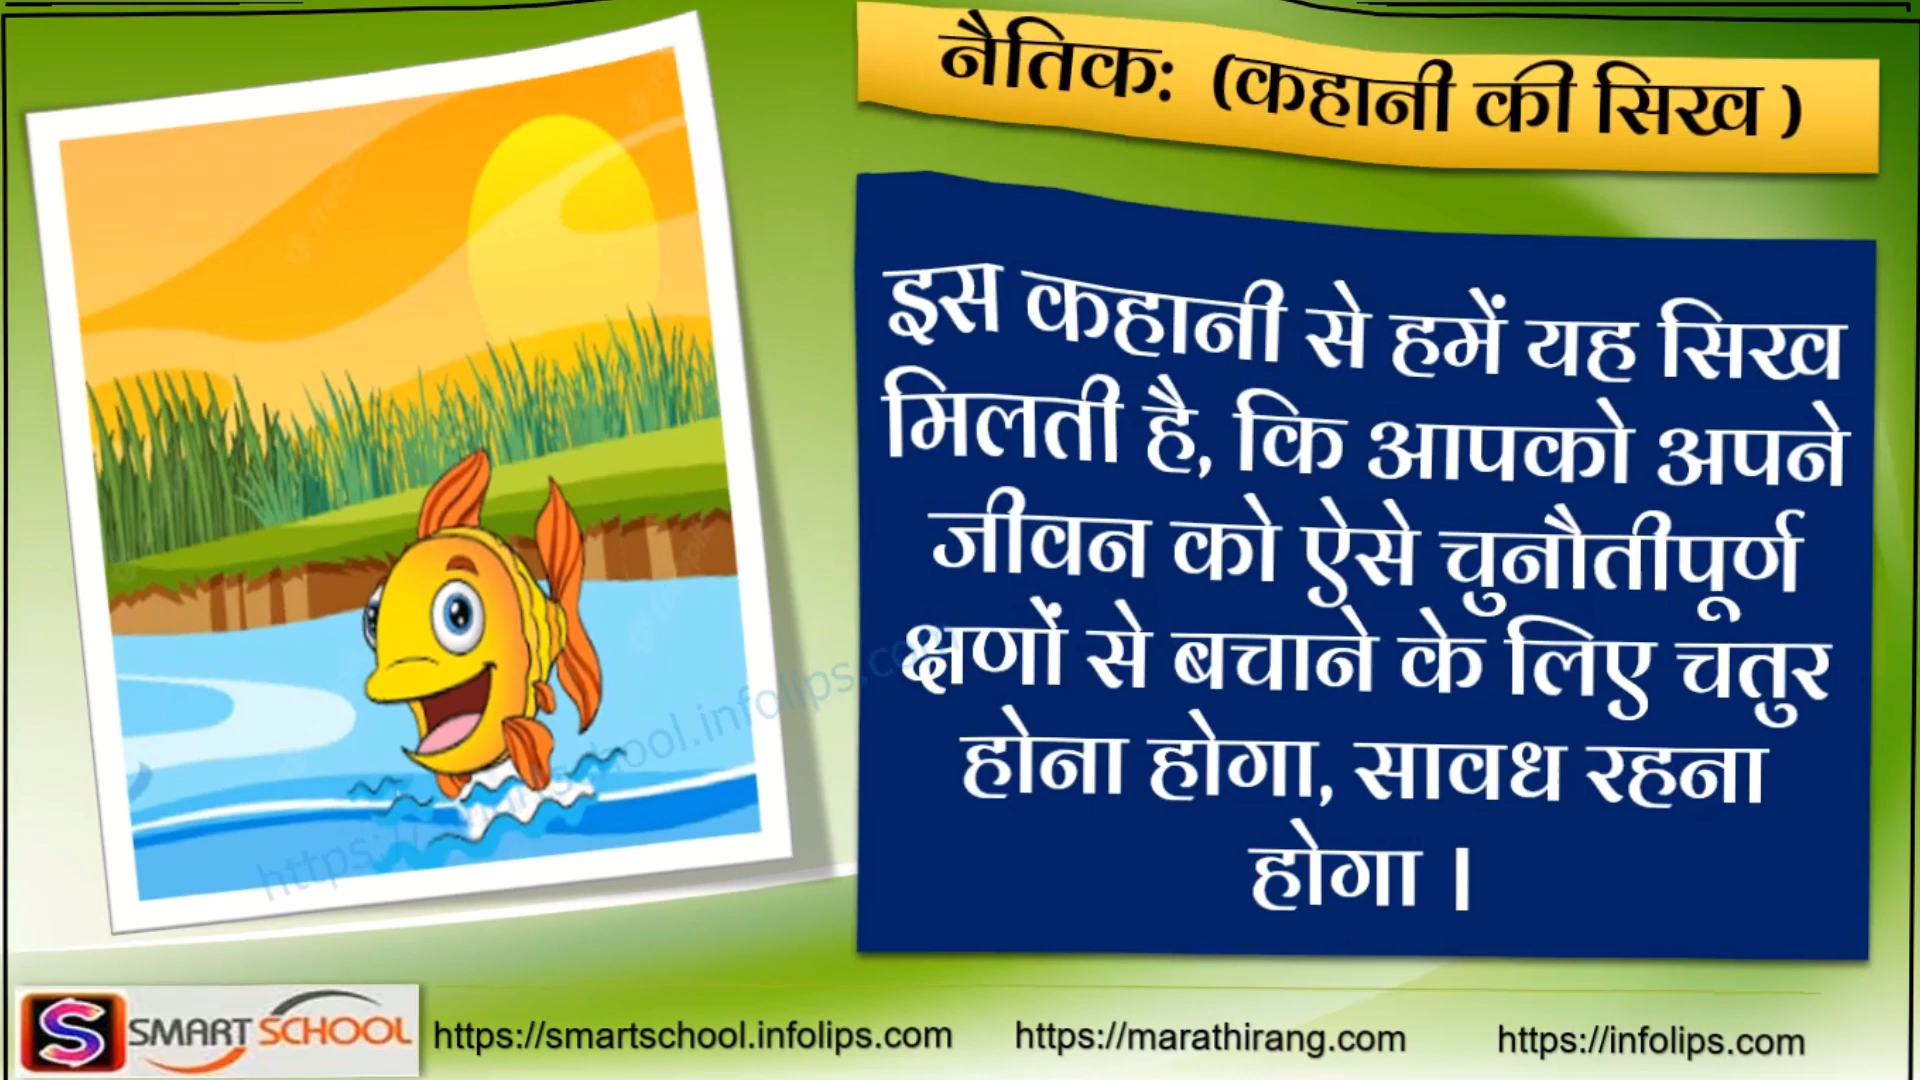 नैतिक: (कहानी की सिख )
इस कहानी से हमें यह सिख
मिलती है, कि आपको अपने
जीवन को ऐसे चुनौतीपूर्ण
क्षणों से बचाने के लिए चतुर
होना होगा, सावध रहना
होगा ।
S SMART SCHOOL
https://smartschool.infolips.com https://marathirang.com https://infolips.com